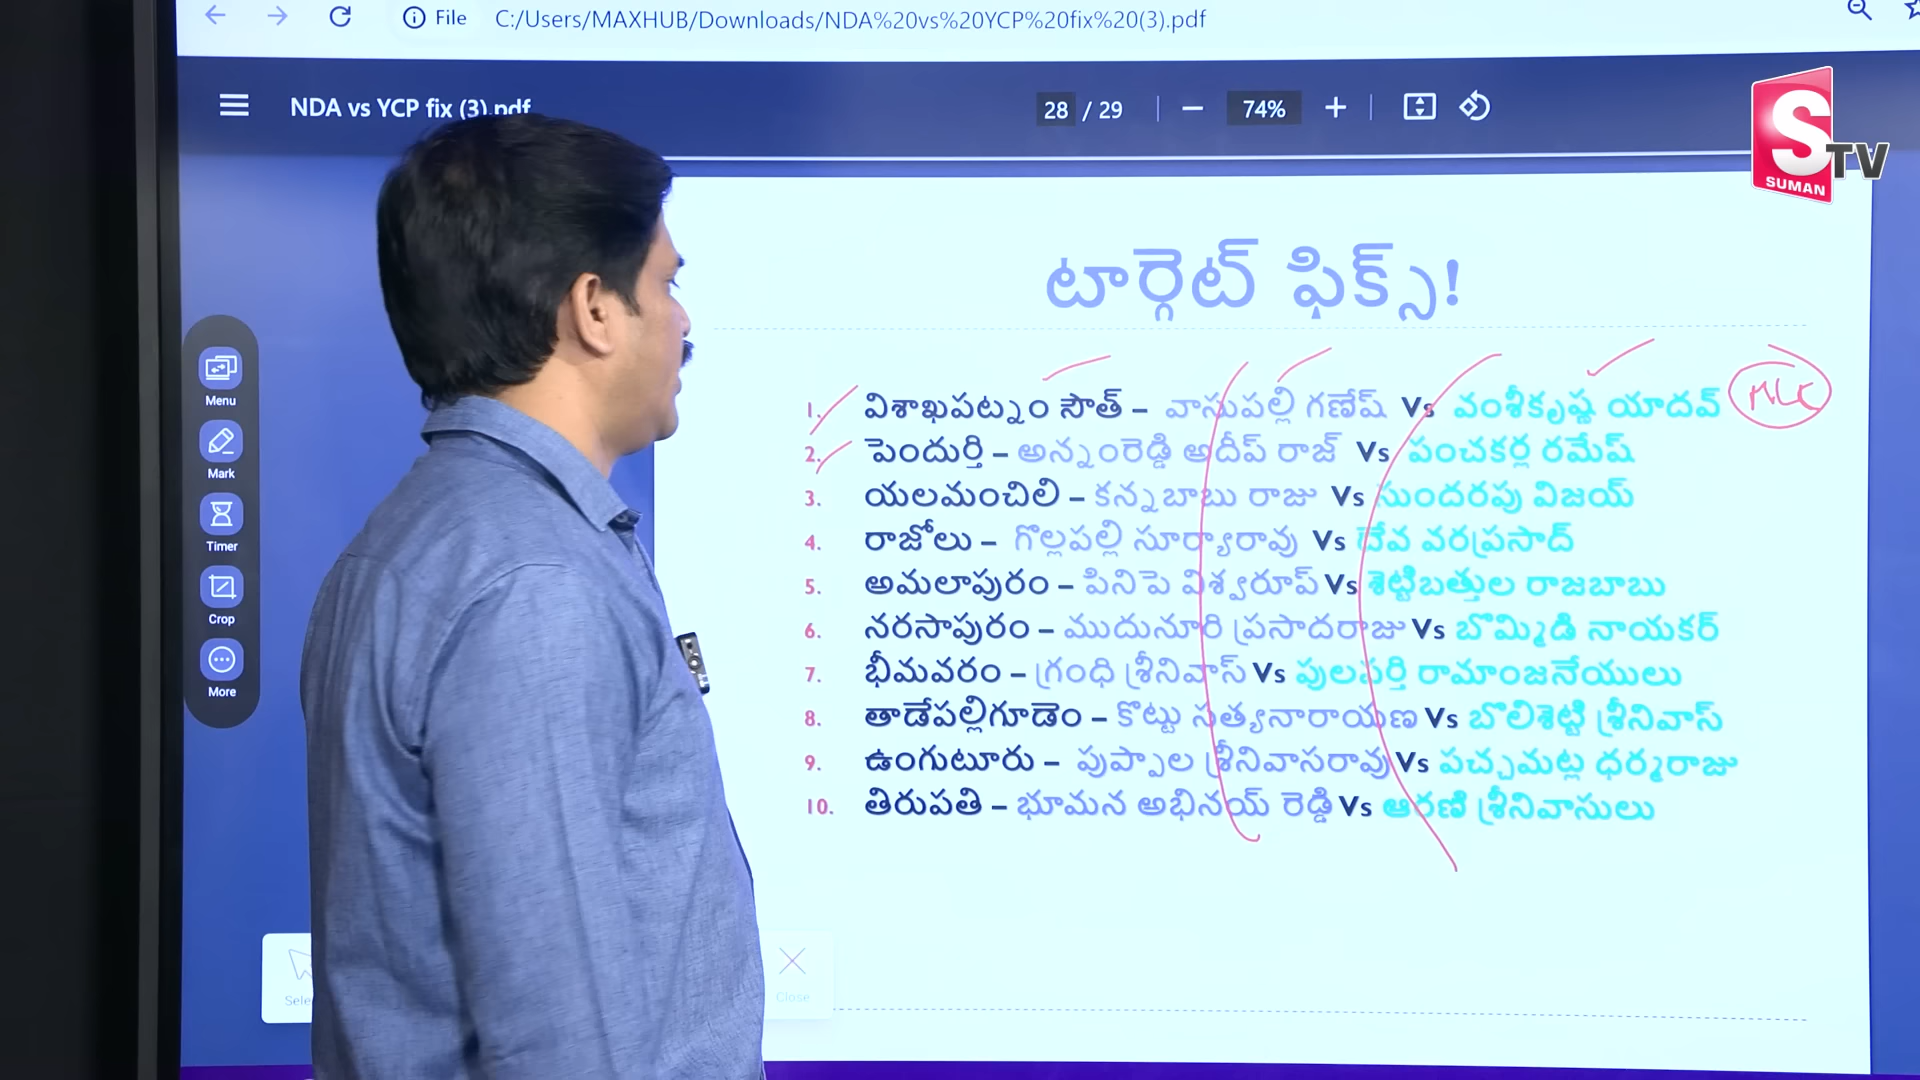 File C:/Users/MAXHUB/Downloads/NDA%20vs%20YCP%20fix%20(3).pdf
NDA vs YCP fix (3).pdf
28 / 29
74%
S TV
SUMAN
టార్గెట్ ఫిక్స్!
Menu
Mark
Timer
Crop
More
1. విశాఖపట్నం సౌత్ – వాసుపల్లి గణేష్ Vs వంశీకృష్ణ యాదవ్ MLC
2. పెందుర్తి – అన్నంరెడ్డి అదీప్ రాజ్ Vs పంచకర్ల రమేష్
3. యలమంచిలి – కన్నబాబు రాజు Vs సుందరపు విజయ్
4. రాజోలు – గొల్లపల్లి సూర్యారావు Vs దేవ వరప్రసాద్
5. అమలాపురం – పినిపె విశ్వరూప్ Vs శెట్టిబత్తుల రాజబాబు
6. నరసాపురం – ముదునూరి ప్రసాదరాజు Vs బొమ్మిడి నాయకర్
7. భీమవరం – గ్రంధి శ్రీనివాస్ Vs పులపర్తి రామాంజనేయులు
8. తాడేపల్లిగూడెం – కొట్టు సత్యనారాయణ Vs బొలిశెట్టి శ్రీనివాస్
9. ఉంగుటూరు – పుప్పాల శ్రీనివాసరావు Vs పచ్చమట్ల ధర్మరాజు
10. తిరుపతి – భూమన అభినయ్ రెడ్డి Vs ఆరణి శ్రీనివాసులు
Close